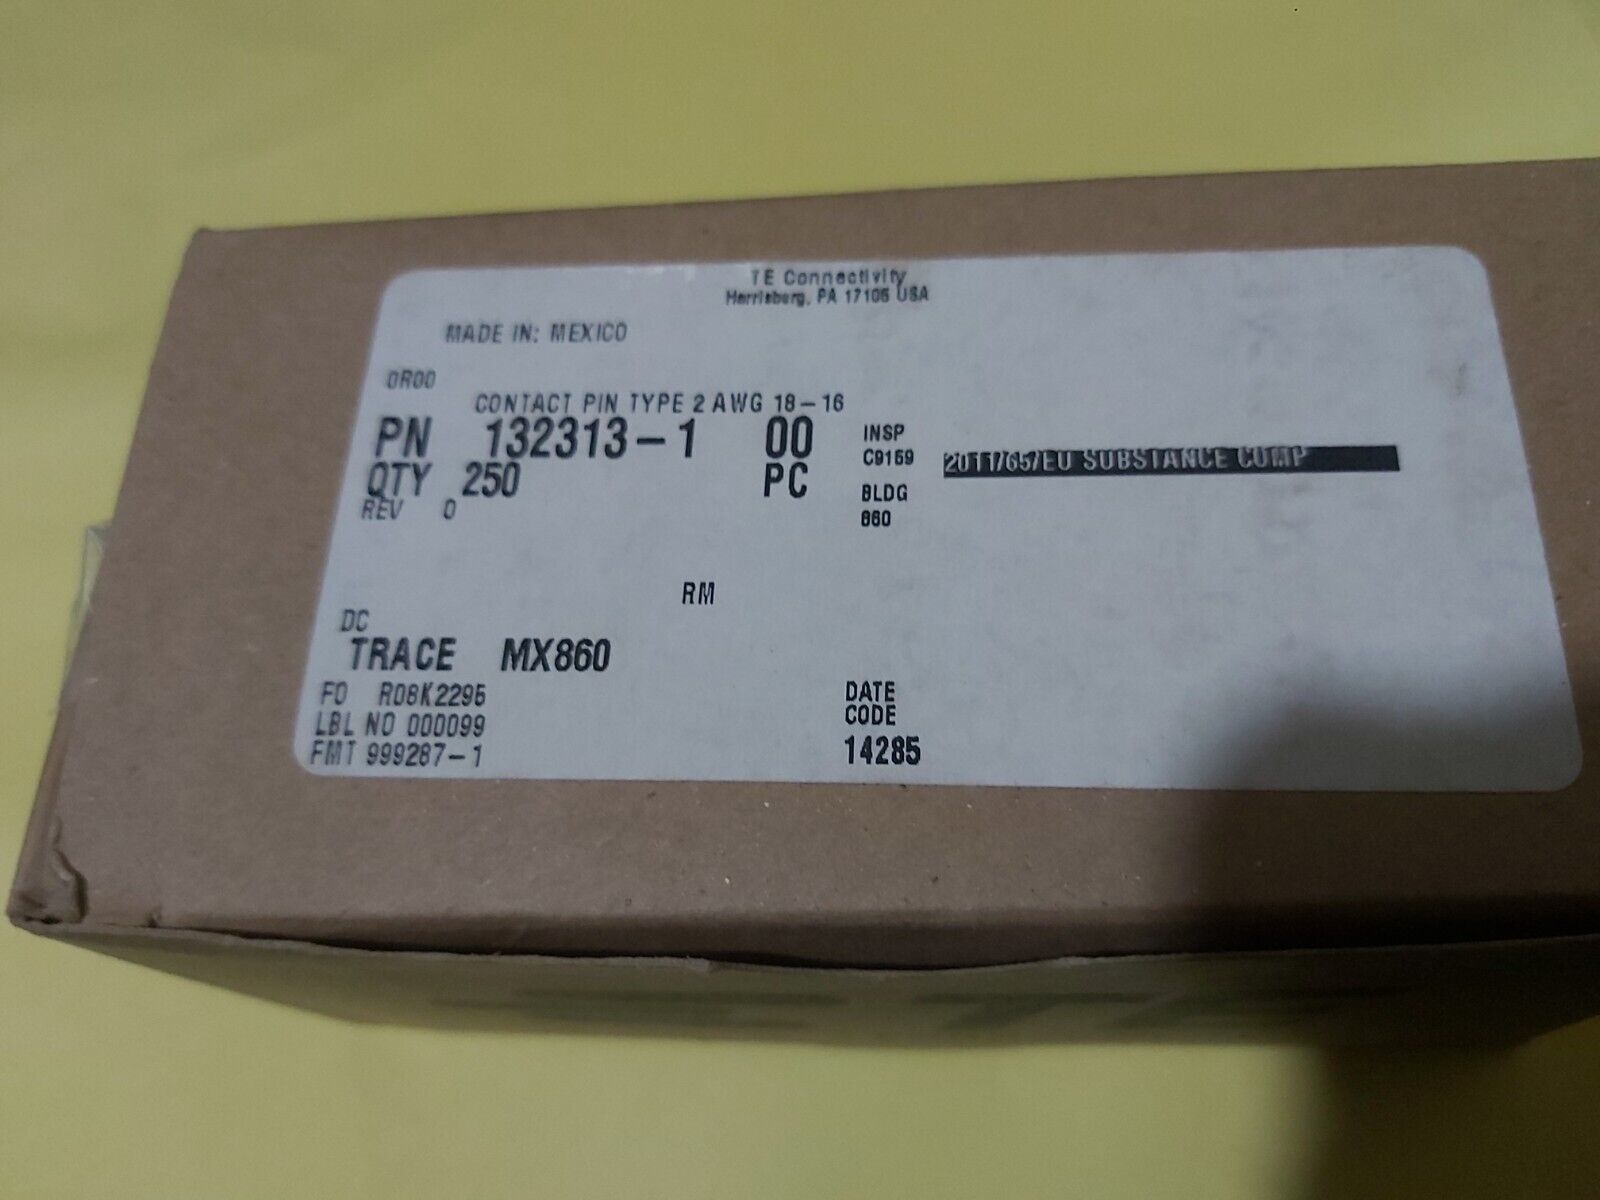 TE Connectivity
Harrisburg, PA 17105 USA
MADE IN: MEXICO
0R00
CONTACT PIN TYPE 2 AWG 18-16
PN 132313-1 00
QTY 250 PC
REV 0
INSP
C9159
BLDG
860
2011/65/EU SUBSTANCE COMP
RM
DC
TRACE MX860
FO R08K2295
LBL NO 000099
FMT 999287-1
DATE
CODE
14285